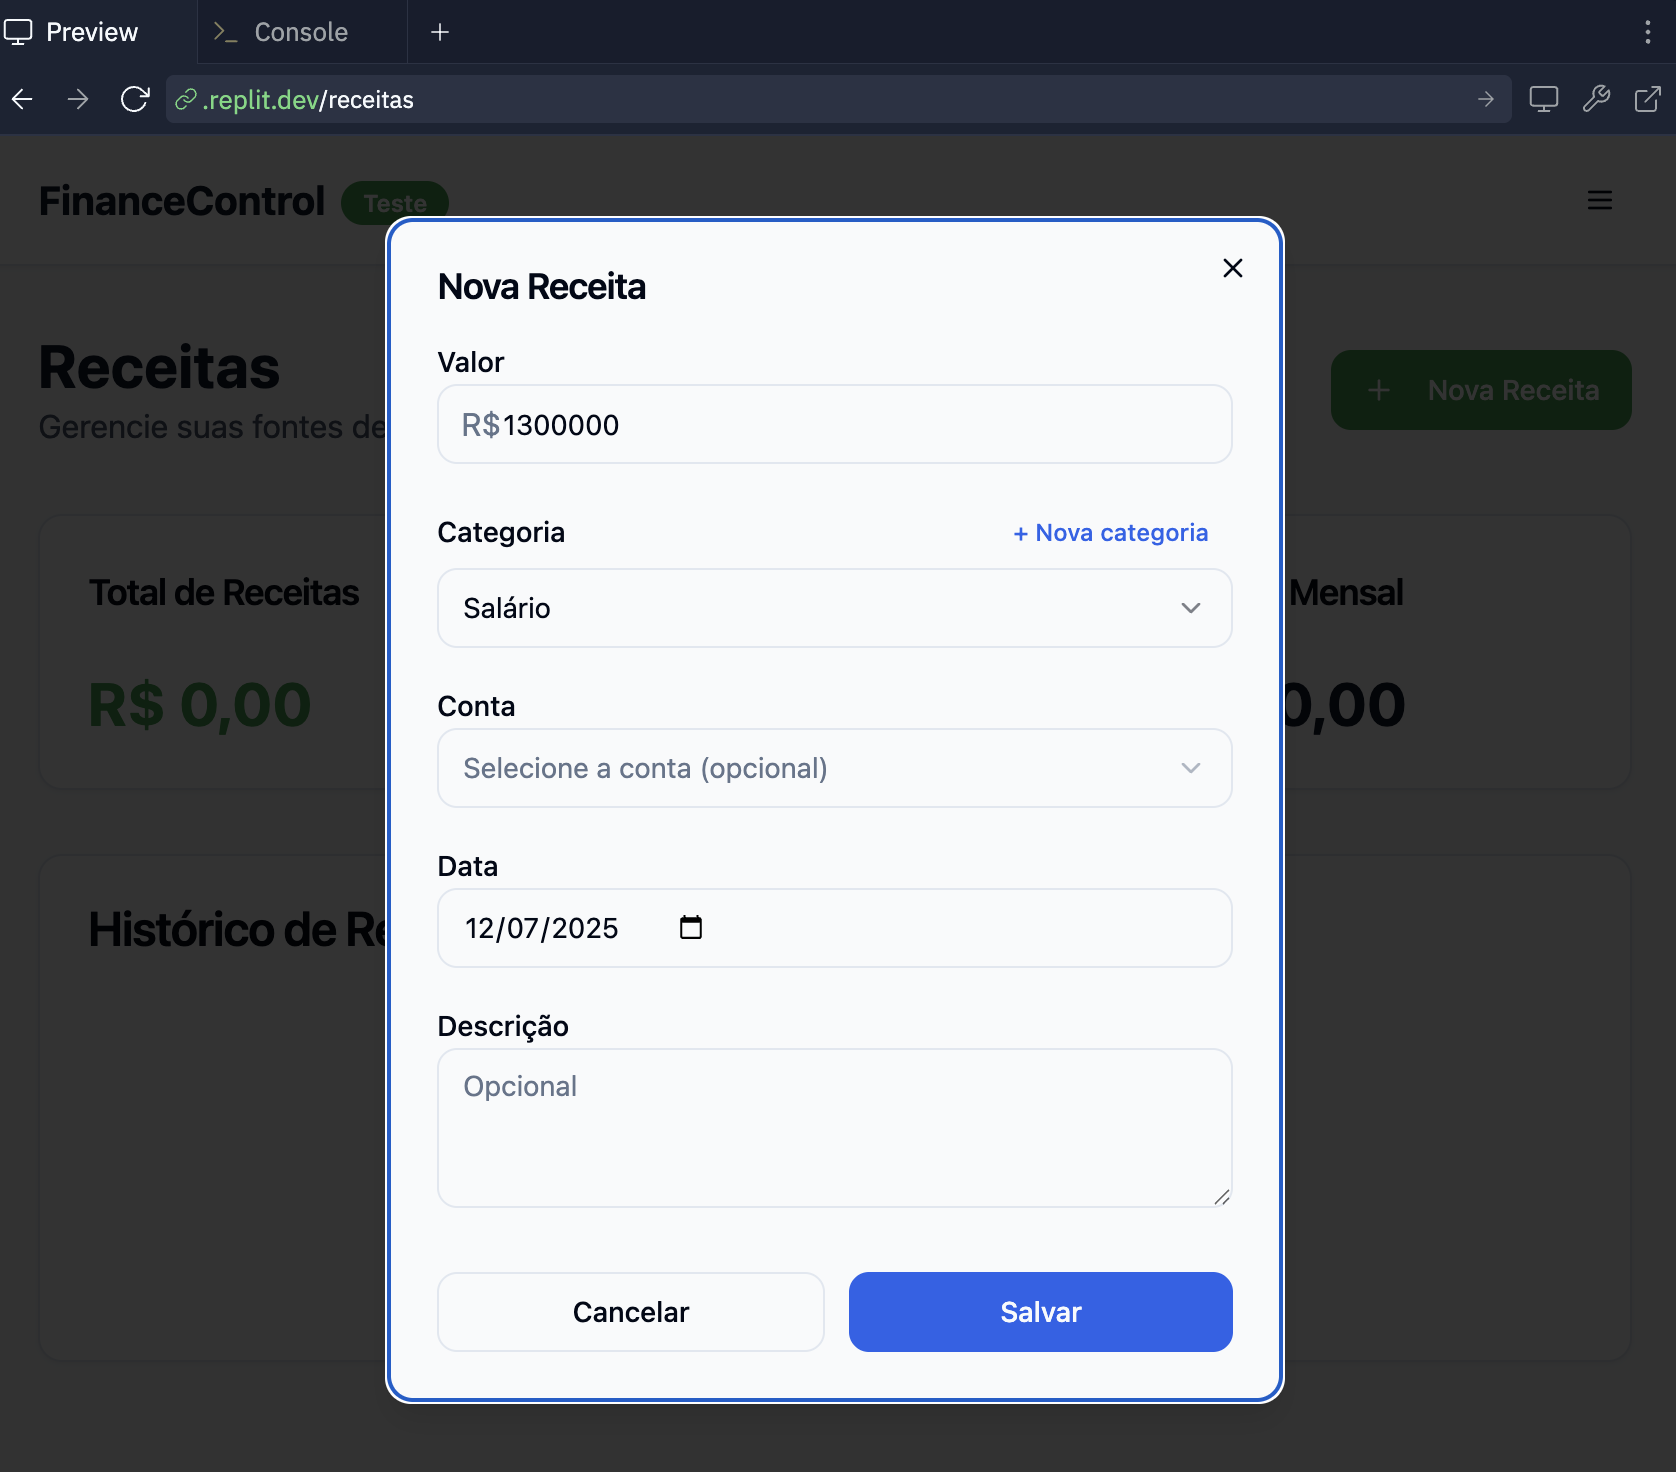 Preview
>_ Console
+
.replit.dev/receitas
FinanceControl Teste
Receitas
Gerencie suas fontes de
+ Nova Receita
Total de Receitas
R$ 0,00
Mensal
0,00
Histórico de Re
Nova Receita
Valor
R$1300000
Categoria
+ Nova categoria
Salário
Conta
Selecione a conta (opcional)
Data
12/07/2025
Descrição
Opcional
Cancelar
Salvar